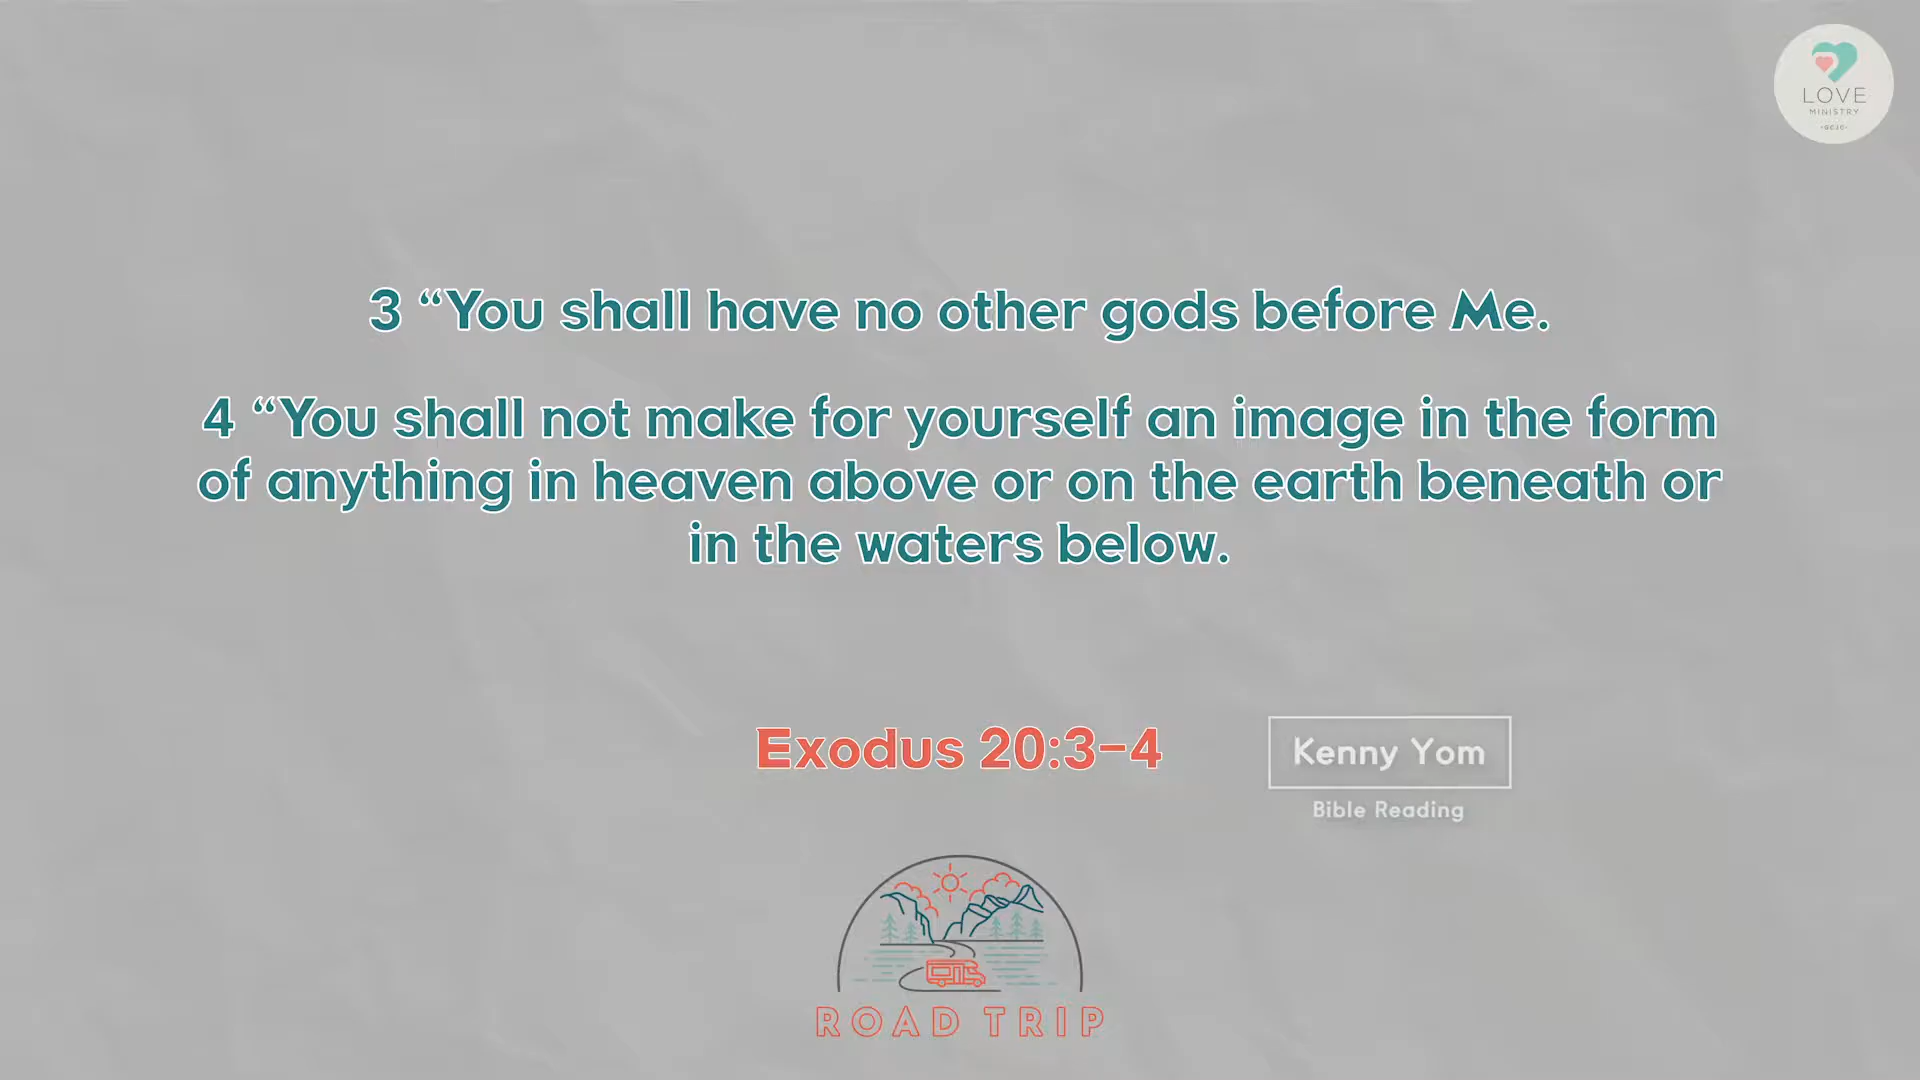 LOVE
MINISTRY
3 “You shall have no other gods before Me.
4 “You shall not make for yourself an image in the form
of anything in heaven above or on the earth beneath or
in the waters below.
Exodus 20:3–4
Kenny Yom
Bible Reading
ROAD TRIP